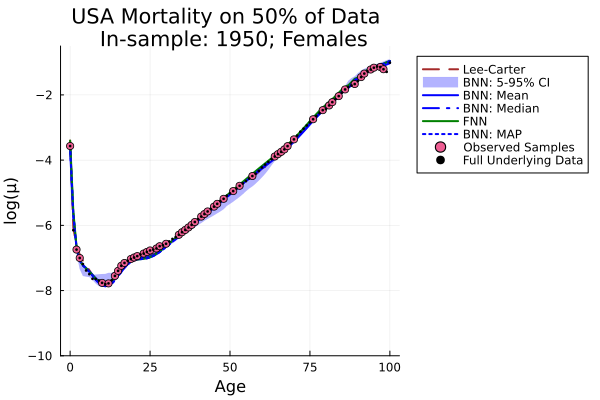 USA Mortality on 50% of Data
In-sample: 1950; Females
log(μ)
−2
−4
−6
−8
−10
0
25
50
75
100
Age
Lee-Carter
BNN: 5-95% CI
BNN: Mean
BNN: Median
FNN
BNN: MAP
Observed Samples
Full Underlying Data